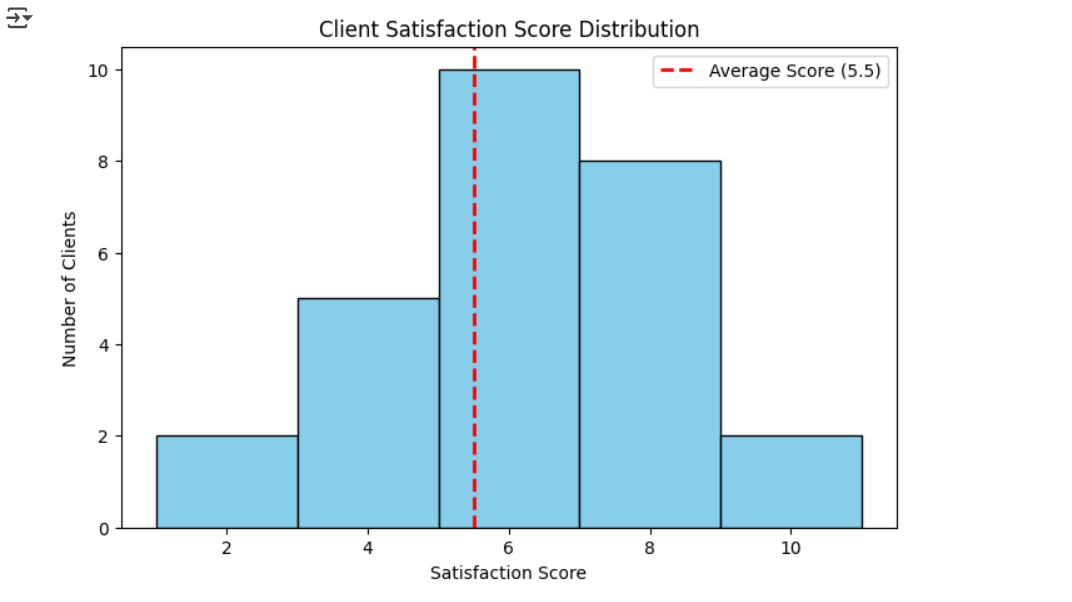 Client Satisfaction Score Distribution
Average Score (5.5)
10
8
6
4
2
0
Number of Clients
2 4 6 8 10
Satisfaction Score